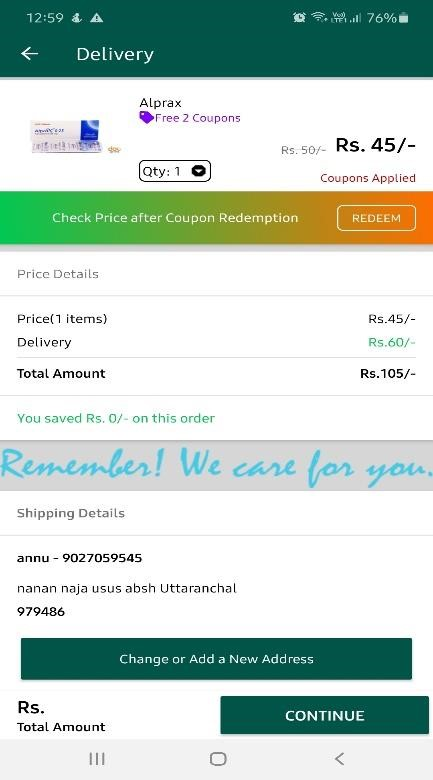 12:59
76%
Delivery
Alprax
Free 2 Coupons
Rs. 50/- Rs. 45/-
Qty: 1
Coupons Applied
Check Price after Coupon Redemption REDEEM
Price Details
Price(1 items) Rs.45/-
Delivery Rs.60/-
Total Amount Rs.105/-
You saved Rs. 0/- on this order
Remember! We care for you.
Shipping Details
annu - 9027059545
nanan naja usus absh Uttaranchal
979486
Change or Add a New Address
Rs.
Total Amount
CONTINUE